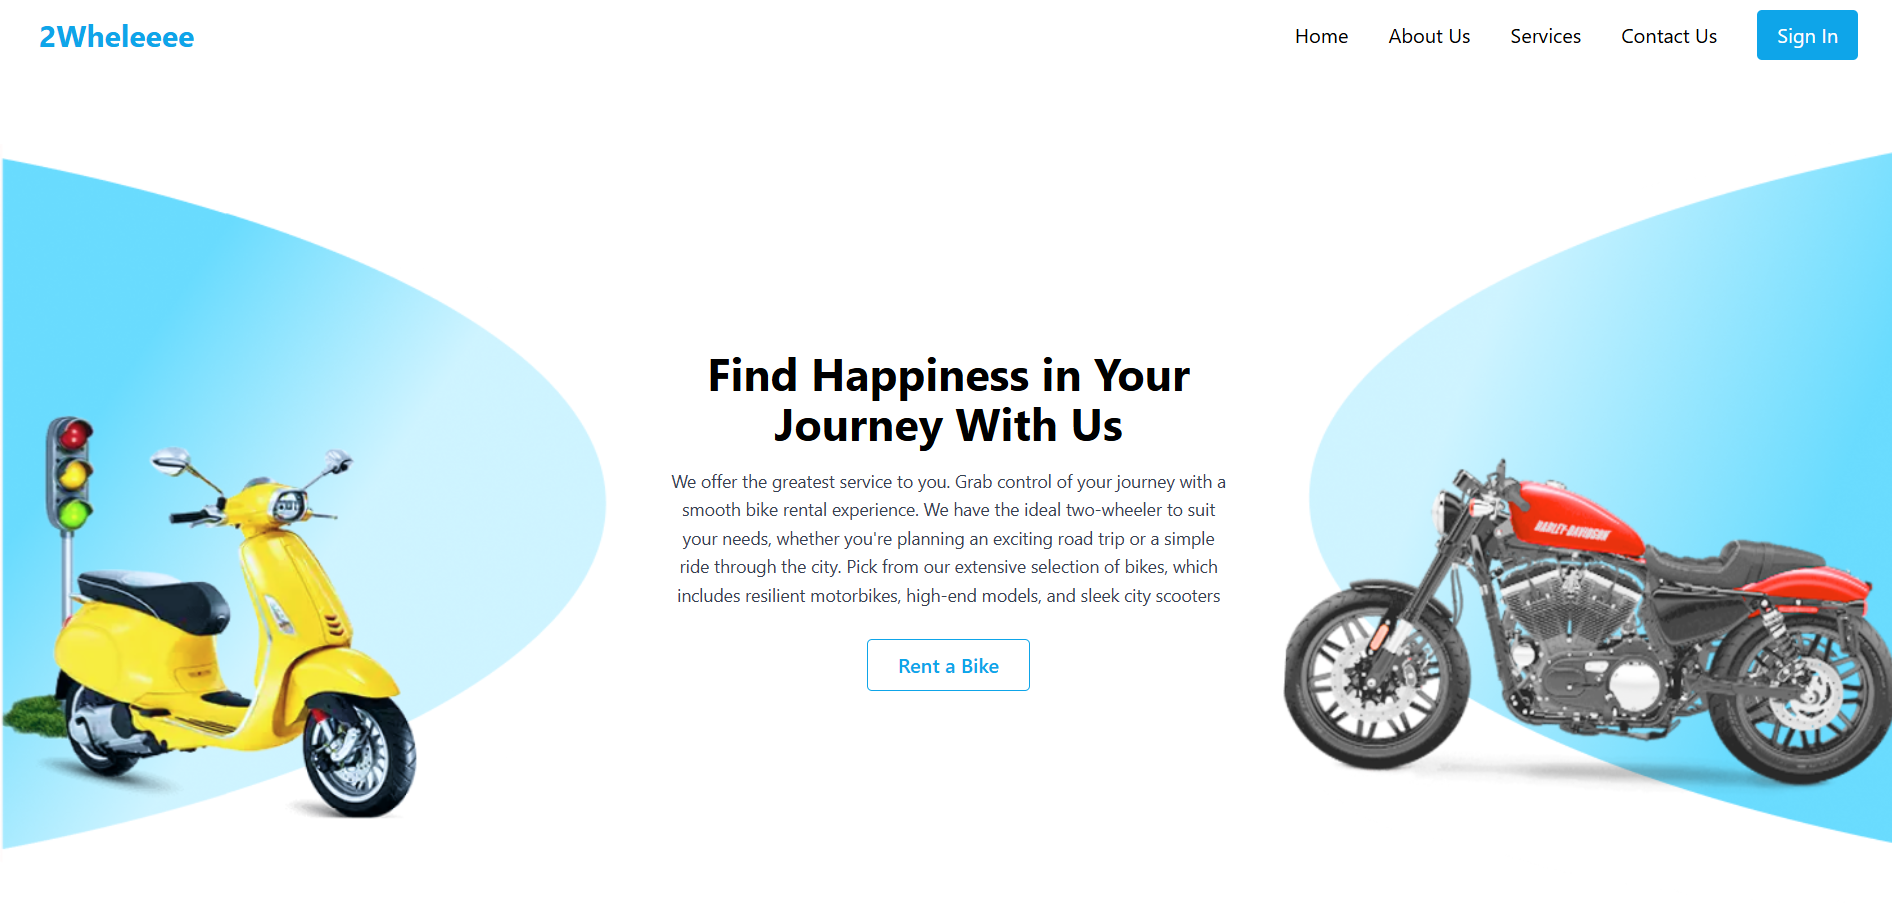 2Wheleeee
Home About Us Services Contact Us Sign In
Find Happiness in Your
Journey With Us
We offer the greatest service to you. Grab control of your journey with a
smooth bike rental experience. We have the ideal two-wheeler to suit
your needs, whether you're planning an exciting road trip or a simple
ride through the city. Pick from our extensive selection of bikes, which
includes resilient motorbikes, high-end models, and sleek city scooters
Rent a Bike
HARLEY-DAVIDSON